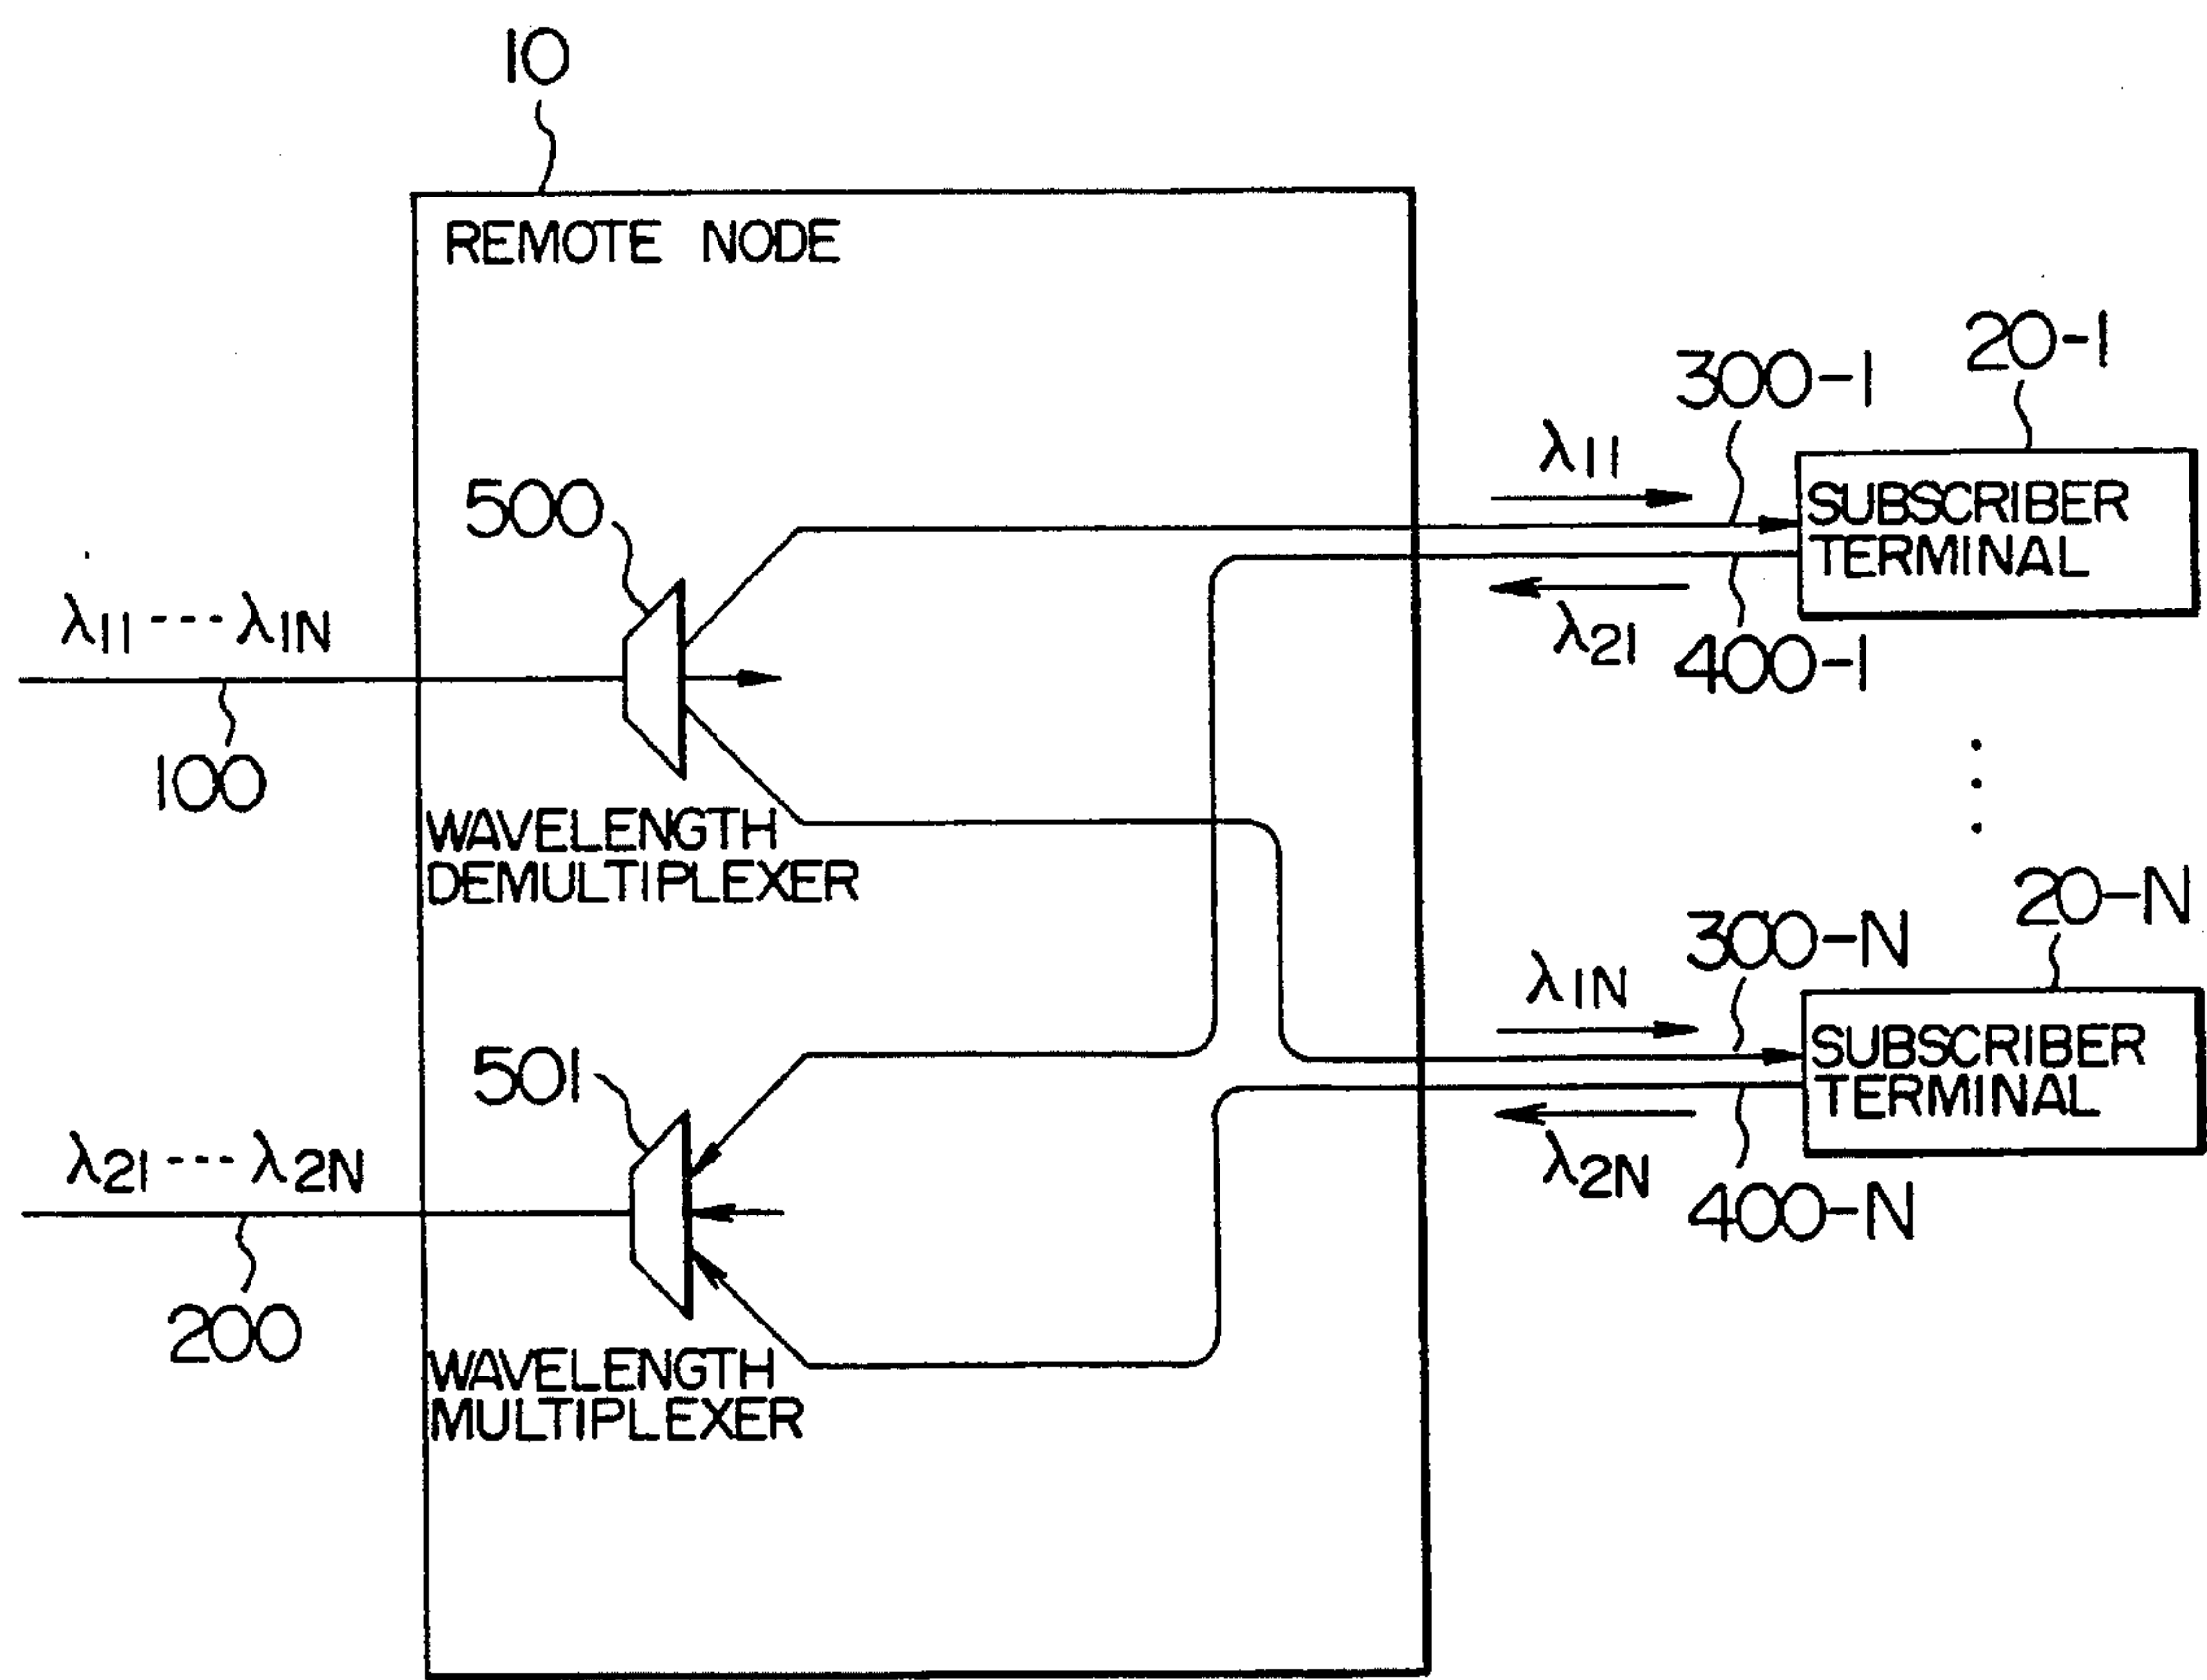 10
REMOTE NODE
20-1
300-1
λ11
500
SUBSCRIBER
TERMINAL
λ11 --- λ1N
λ21
400-1
100
WAVELENGTH
DEMULTIPLEXER
20-N
300-N
λ1N
501
SUBSCRIBER
TERMINAL
λ21 --- λ2N
λ2N
400-N
200
WAVELENGTH
MULTIPLEXER